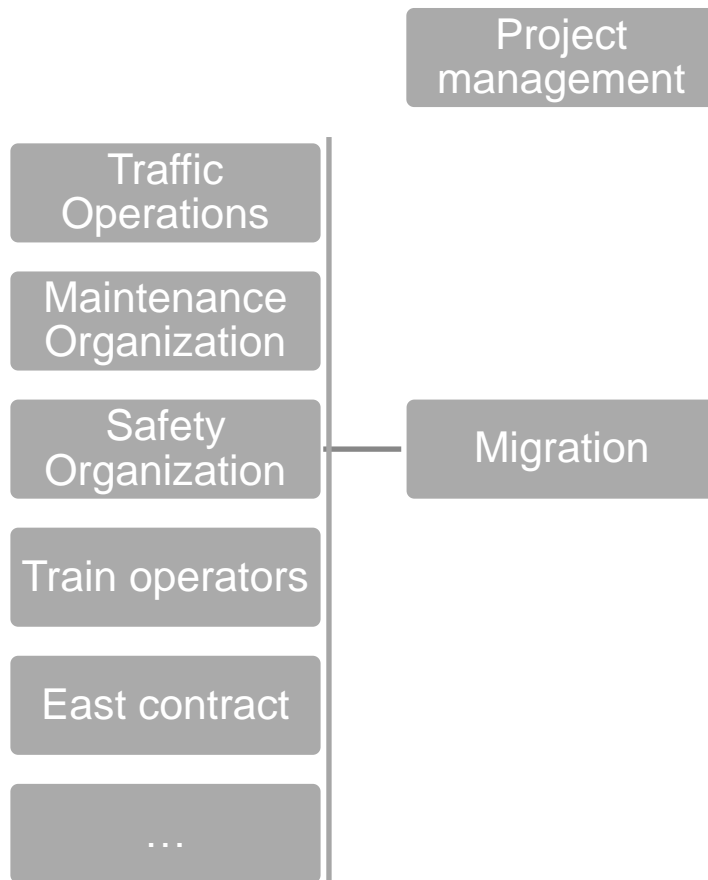 Project
management
Traffic
Operations
Maintenance
Organization
Safety
Organization
Migration
Train operators
East contract
…